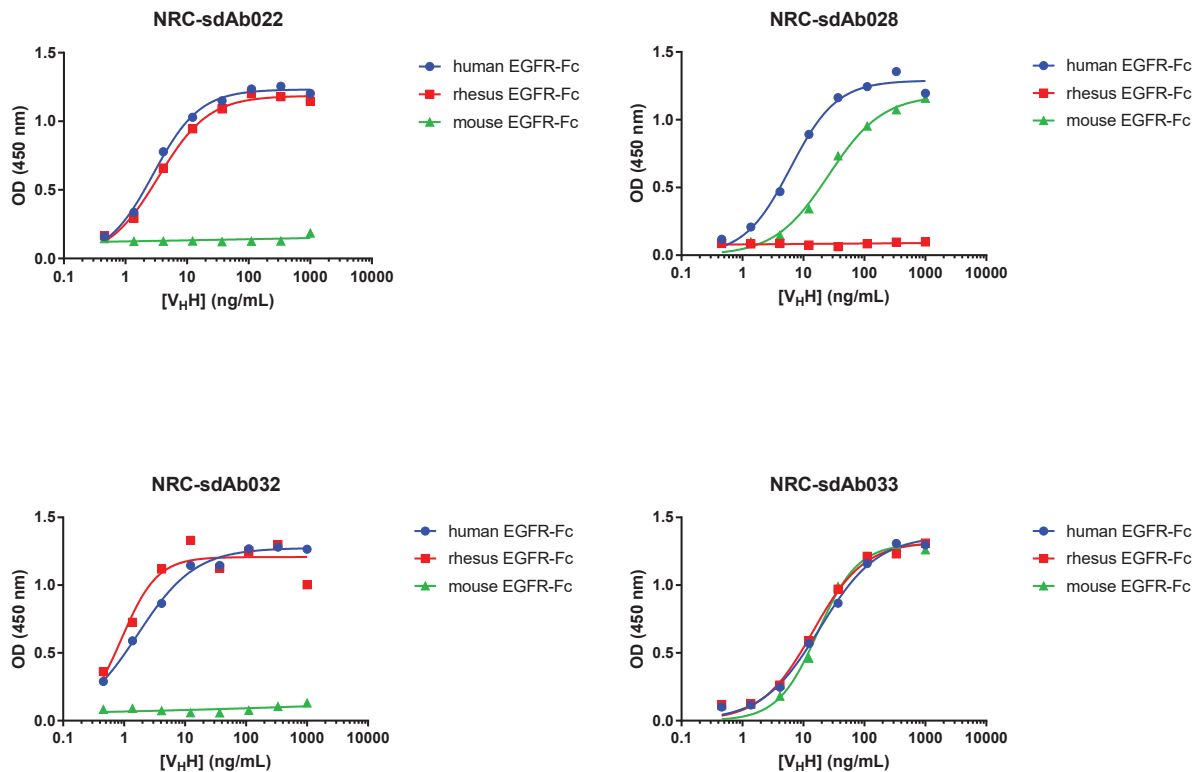 NRC-sdAb022
1.5
1.0
0.5
0.0
OD (450 nm)
0.1
1
10
100
1000
10000
[VHH] (ng/mL)
human EGFR-Fc
rhesus EGFR-Fc
mouse EGFR-Fc
NRC-sdAb028
1.5
1.0
0.5
0.0
OD (450 nm)
0.1
1
10
100
1000
10000
[VHH] (ng/mL)
human EGFR-Fc
rhesus EGFR-Fc
mouse EGFR-Fc
NRC-sdAb032
1.5
1.0
0.5
0.0
OD (450 nm)
0.1
1
10
100
1000
10000
[VHH] (ng/mL)
human EGFR-Fc
rhesus EGFR-Fc
mouse EGFR-Fc
NRC-sdAb033
1.5
1.0
0.5
0.0
OD (450 nm)
0.1
1
10
100
1000
10000
[VHH] (ng/mL)
human EGFR-Fc
rhesus EGFR-Fc
mouse EGFR-Fc